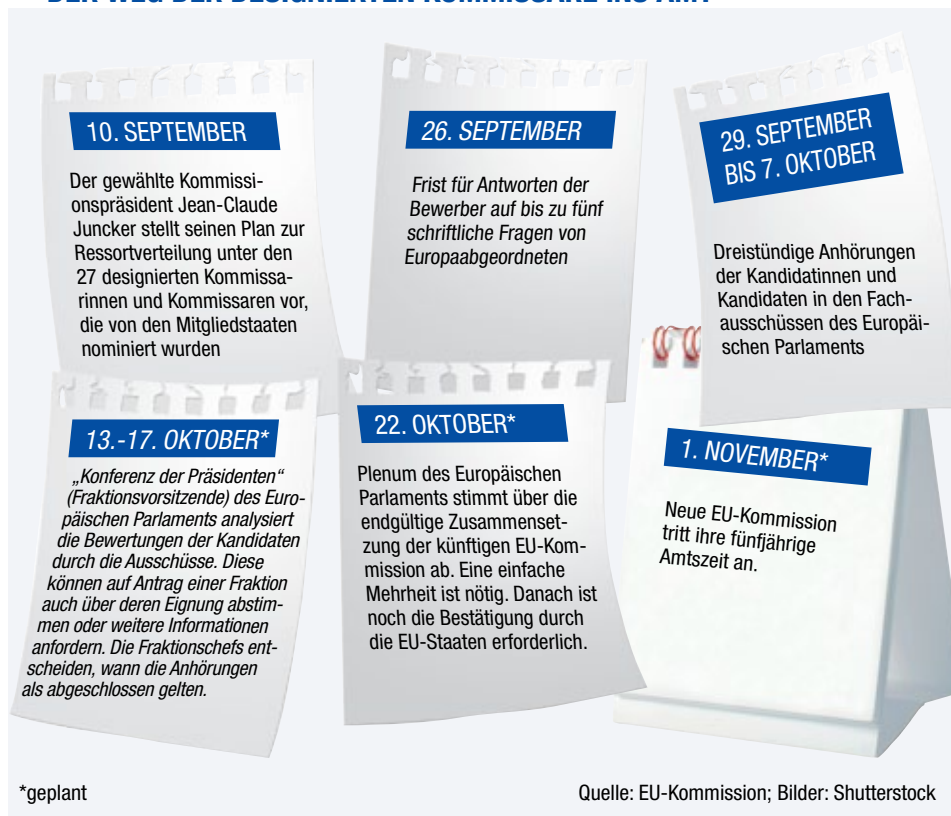 DER WEG DER DESIGNIERTEN KOMMISSARE INS AMT
10. SEPTEMBER
Der gewählte Kommissi-
onspräsident Jean-Claude
Juncker stellt seinen Plan zur
Ressortverteilung unter den
27 designierten Kommissa-
rinnen und Kommissaren vor,
die von den Mitgliedstaaten
nominiert wurden
26. SEPTEMBER
Frist für Antworten der
Bewerber auf bis zu fünf
schriftliche Fragen von
Europaabgeordneten
29. SEPTEMBER
BIS 7. OKTOBER
Dreistündige Anhörungen
der Kandidatinnen und
Kandidaten in den Fach-
ausschüssen des Europäi-
schen Parlaments
13.-17. OKTOBER*
„Konferenz der Präsidenten“
(Fraktionsvorsitzende) des Euro-
päischen Parlaments analysiert
die Bewertungen der Kandidaten
durch die Ausschüsse. Diese
können auf Antrag einer Fraktion
auch über deren Eignung abstim-
men oder weitere Informationen
anfordern. Die Fraktionschefs ent-
scheiden, wann die Anhörungen
als abgeschlossen gelten.
22. OKTOBER*
Plenum des Europäischen
Parlaments stimmt über die
endgültige Zusammenset-
zung der künftigen EU-Kom-
mission ab. Eine einfache
Mehrheit ist nötig. Danach ist
noch die Bestätigung durch
die EU-Staaten erforderlich.
1. NOVEMBER*
Neue EU-Kommission
tritt ihre fünfjährige
Amtszeit an.
*geplant
Quelle: EU-Kommission; Bilder: Shutterstock